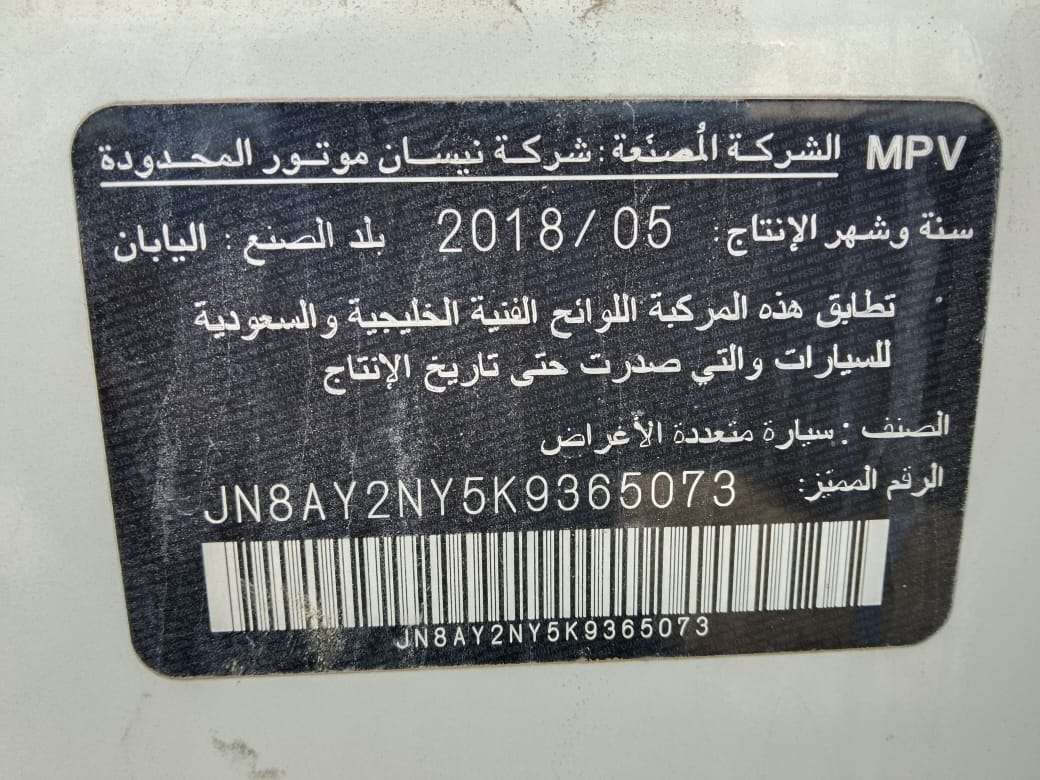 MPV الشركة المُصنّعة : شركة نيسان موتور المحدودة
سنة وشهر الإنتاج: 2018/05 بلد الصنع : اليابان
تطابق هذه المركبة اللوائح الفنية الخليجية والسعودية
للسيارات والتي صدرت حتى تاريخ الإنتاج
الصنف : سيارة متعددة الأغراض
الرقم المميّز: JN8AY2NY5K9365073
JN8AY2NY5K9365073